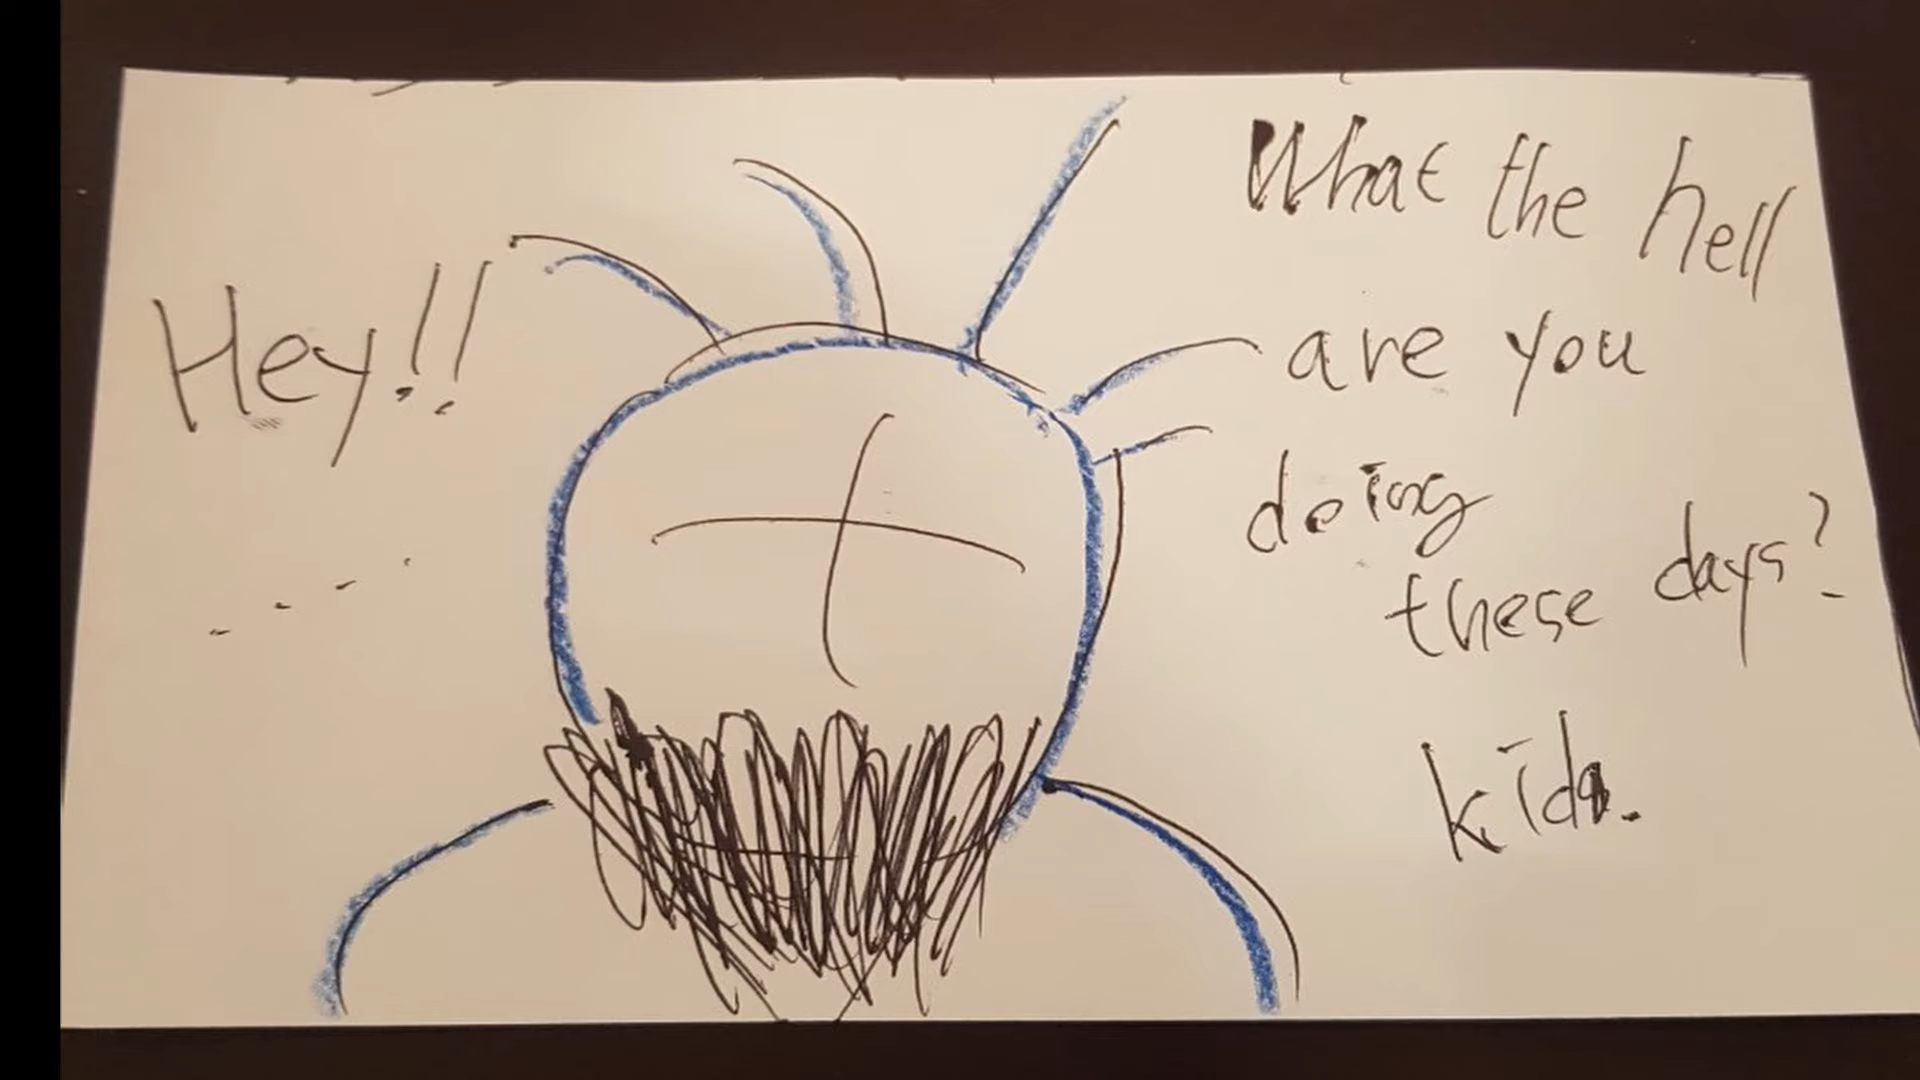 Hey!!
What the hell
are you
doing
these days?
kido.